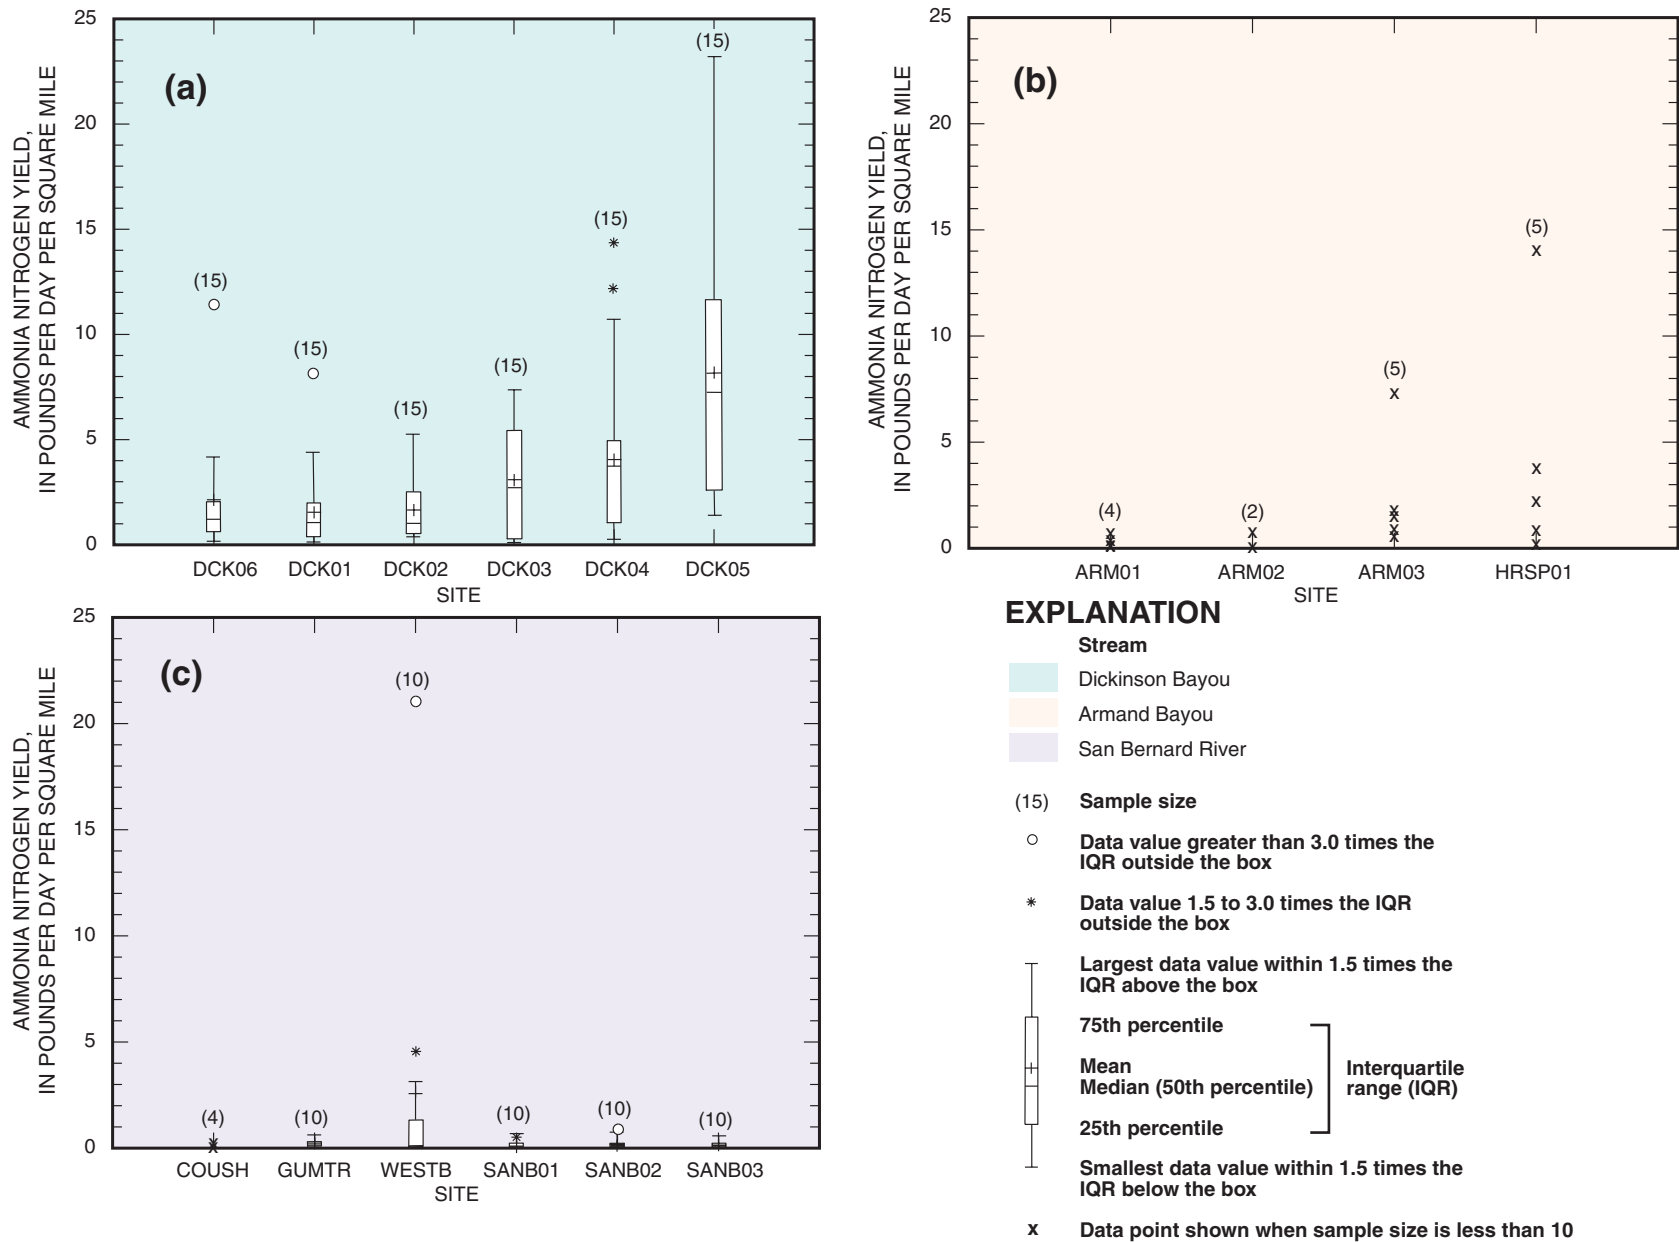 AMMONIA NITROGEN YIELD,
IN POUNDS PER DAY PER SQUARE MILE
25
20
15
10
5
0
(a)
(15)
(15)
(15)
(15)
(15)
(15)
DCK06 DCK01 DCK02 DCK03 DCK04 DCK05
SITE
AMMONIA NITROGEN YIELD,
IN POUNDS PER DAY PER SQUARE MILE
25
20
15
10
5
0
(b)
(4)
(2)
(5)
(5)
ARM01 ARM02 ARM03 HRSP01
SITE
AMMONIA NITROGEN YIELD,
IN POUNDS PER DAY PER SQUARE MILE
25
20
15
10
5
0
(c)
(4)
(10)
(10)
(10)
(10)
(10)
COUSH GUMTR WESTB SANB01 SANB02 SANB03
SITE
EXPLANATION
Stream
Dickinson Bayou
Armand Bayou
San Bernard River
(15) Sample size
Data value greater than 3.0 times the
IQR outside the box
* Data value 1.5 to 3.0 times the IQR
outside the box
Largest data value within 1.5 times the
IQR above the box
75th percentile
Mean
Median (50th percentile)
Interquartile
range (IQR)
25th percentile
Smallest data value within 1.5 times the
IQR below the box
x Data point shown when sample size is less than 10